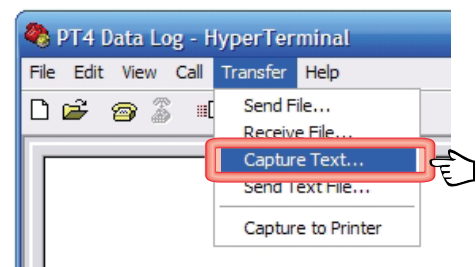 PT4 Data Log - HyperTerminal
File Edit View Call Transfer Help
Send File...
Receive File...
Capture Text...
Send Text File...
Capture to Printer